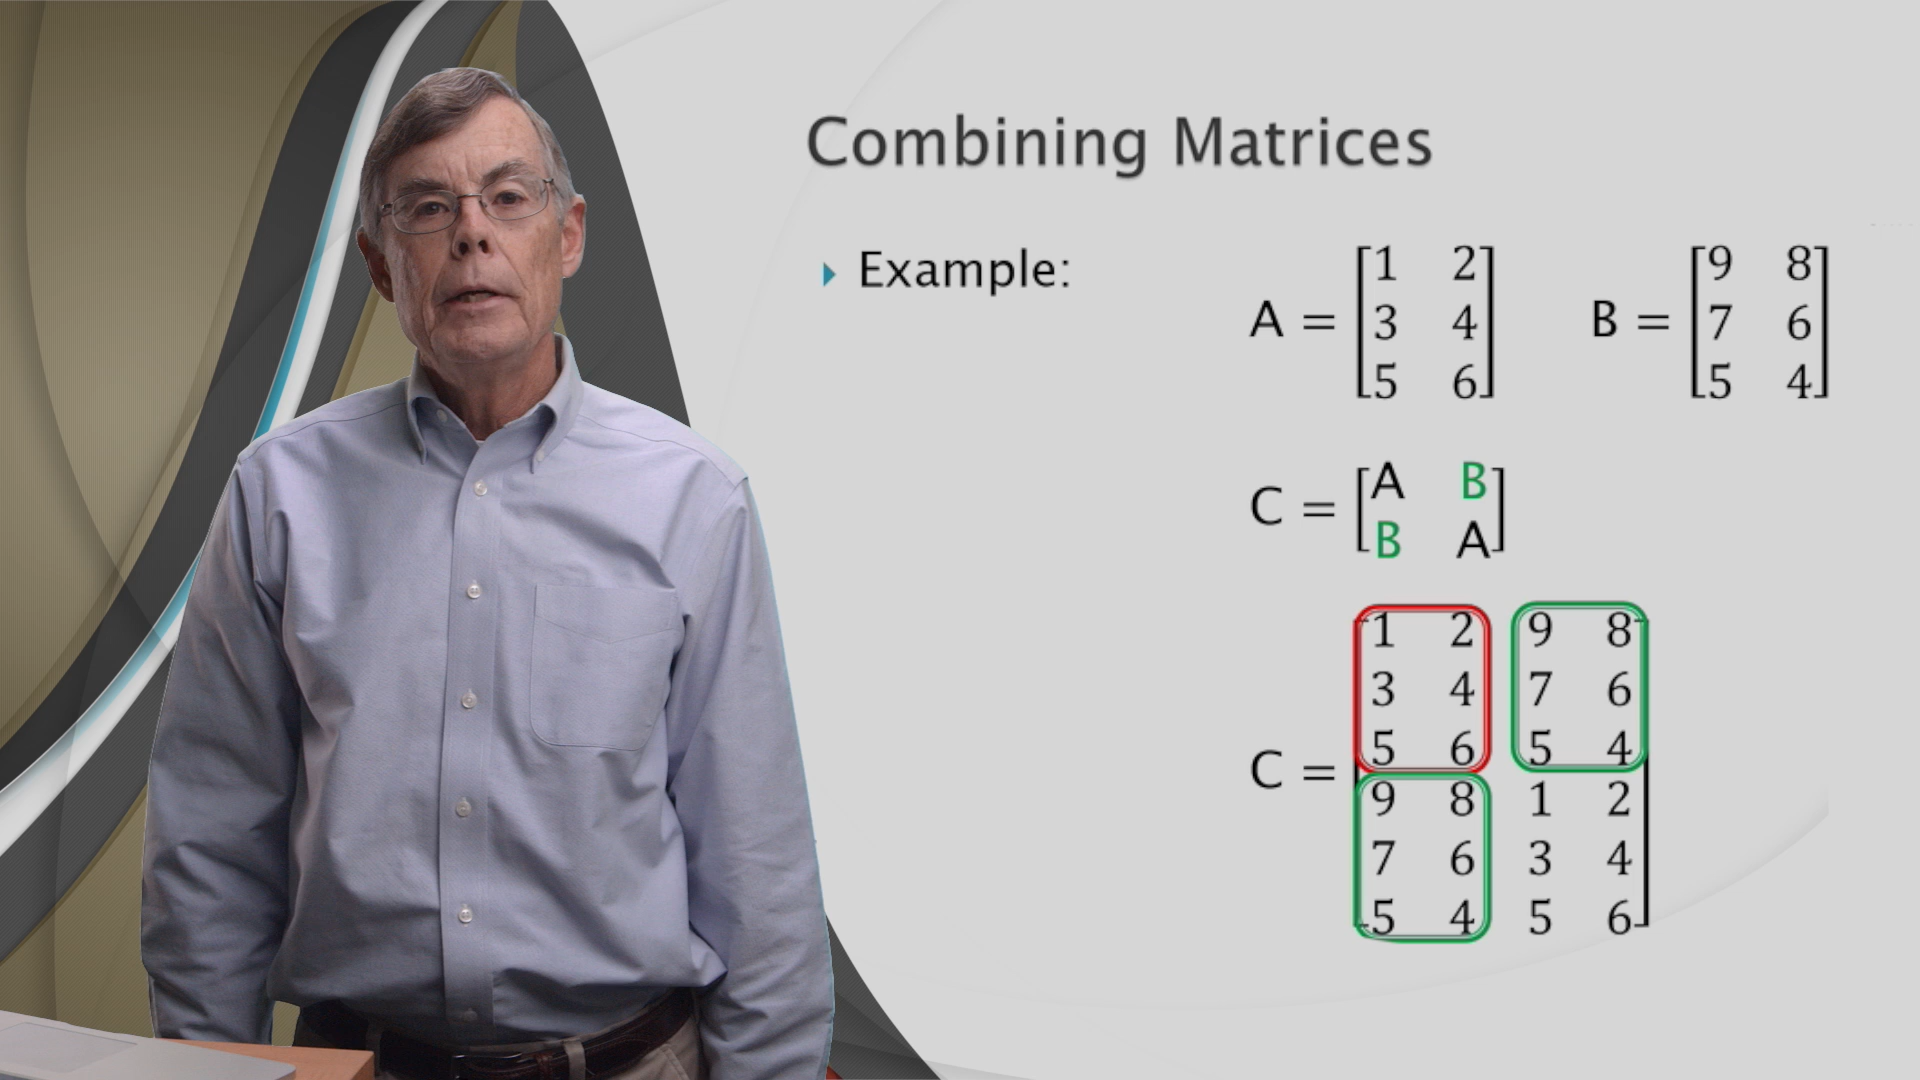 Combining Matrices
Example:
A = [1 2
3 4
5 6]
B = [9 8
7 6
5 4]
C = [A B
B A]
C = [1 2 9 8
3 4 7 6
5 6 5 4
9 8 1 2
7 6 3 4
5 4 5 6]